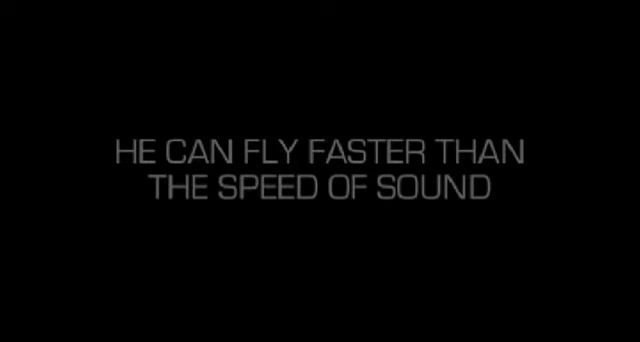 HE CAN FLY FASTER THAN
THE SPEED OF SOUND